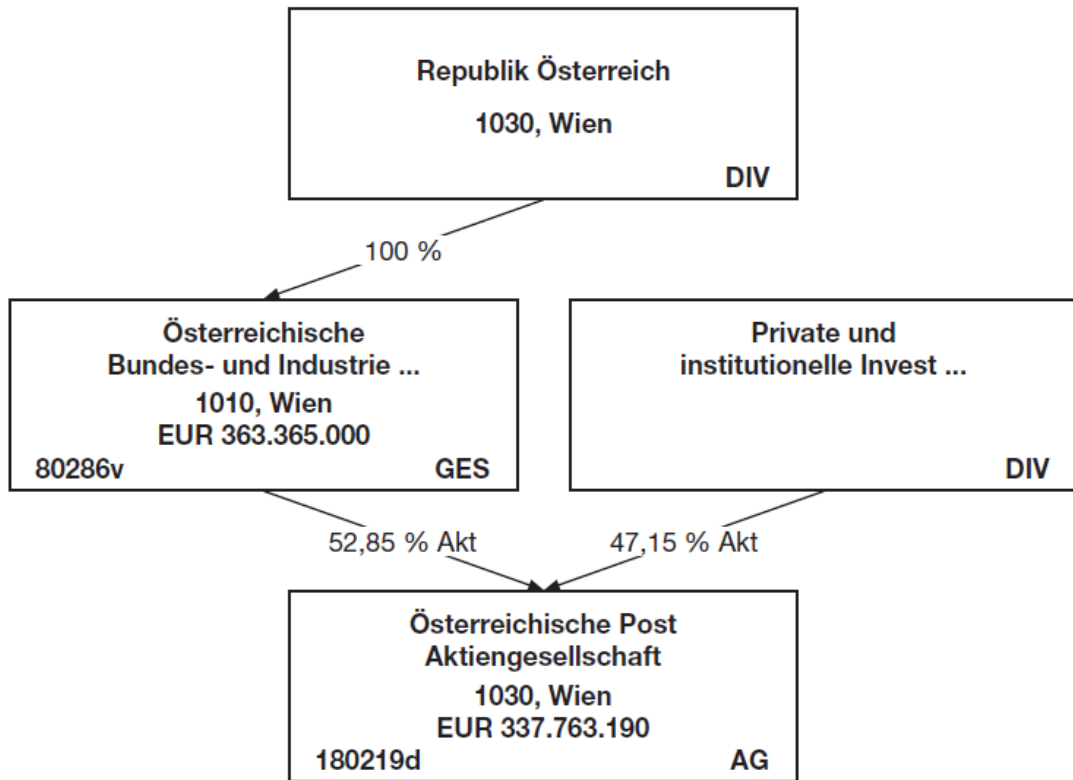 Republik Österreich
1030, Wien
DIV
100 %
Österreichische
Bundes- und Industrie ...
1010, Wien
EUR 363.365.000
80286v GES
Private und
institutionelle Invest ...
DIV
52,85 % Akt
47,15 % Akt
Österreichische Post
Aktiengesellschaft
1030, Wien
EUR 337.763.190
180219d AG